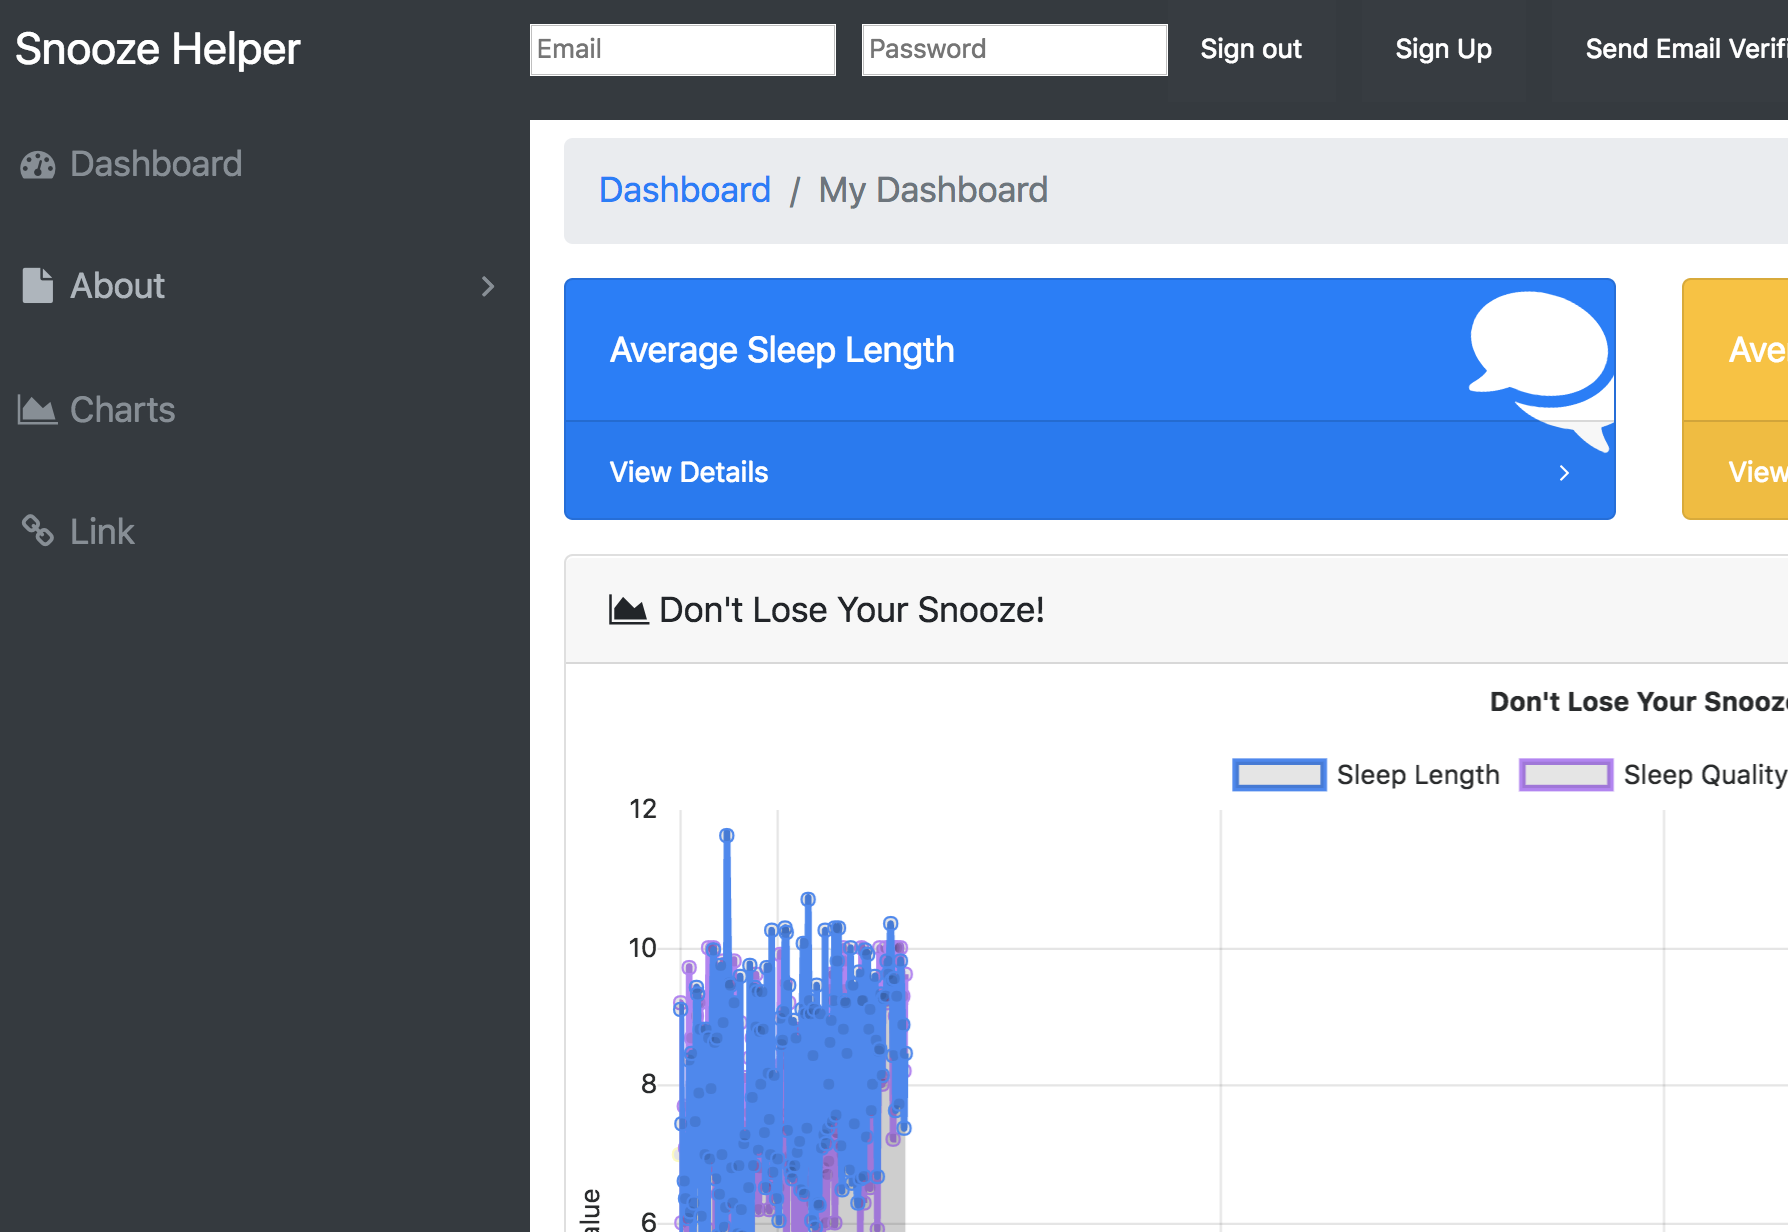 Snooze Helper
Email
Password
Sign out
Sign Up
Send Email Verifi
Dashboard
About
Charts
Link
Dashboard / My Dashboard
Average Sleep Length
View Details
Ave
View
Don't Lose Your Snooze!
Don't Lose Your Snooze
Sleep Length
Sleep Quality
12
10
8
6
alue